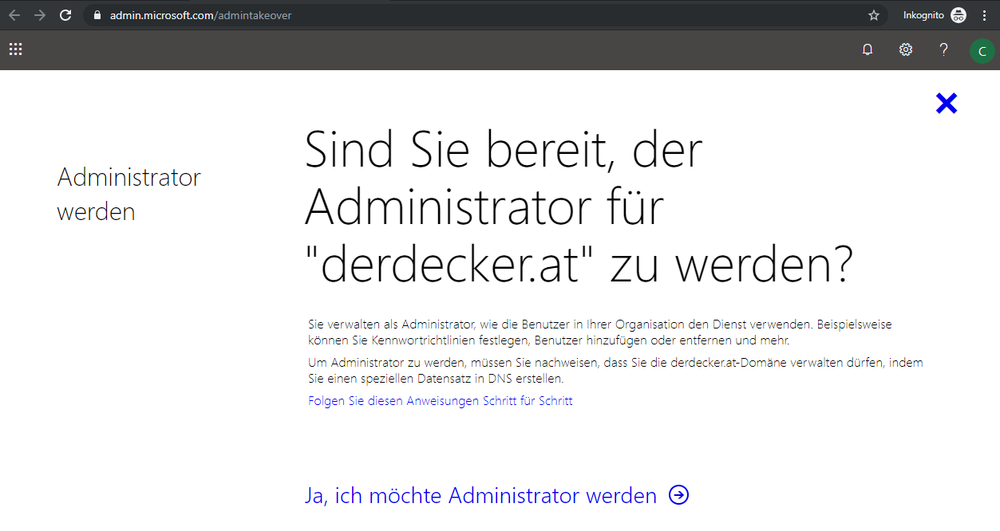 admin.microsoft.com/admintakeover
Inkognito
?
C
Administrator
werden
Sind Sie bereit, der
Administrator für
"derdecker.at" zu werden?
Sie verwalten als Administrator, wie die Benutzer in Ihrer Organisation den Dienst verwenden. Beispielsweise
können Sie Kennwortrichtlinien festlegen, Benutzer hinzufügen oder entfernen und mehr.
Um Administrator zu werden, müssen Sie nachweisen, dass Sie die derdecker.at-Domäne verwalten dürfen, indem
Sie einen speziellen Datensatz in DNS erstellen.
Folgen Sie diesen Anweisungen Schritt für Schritt
Ja, ich möchte Administrator werden